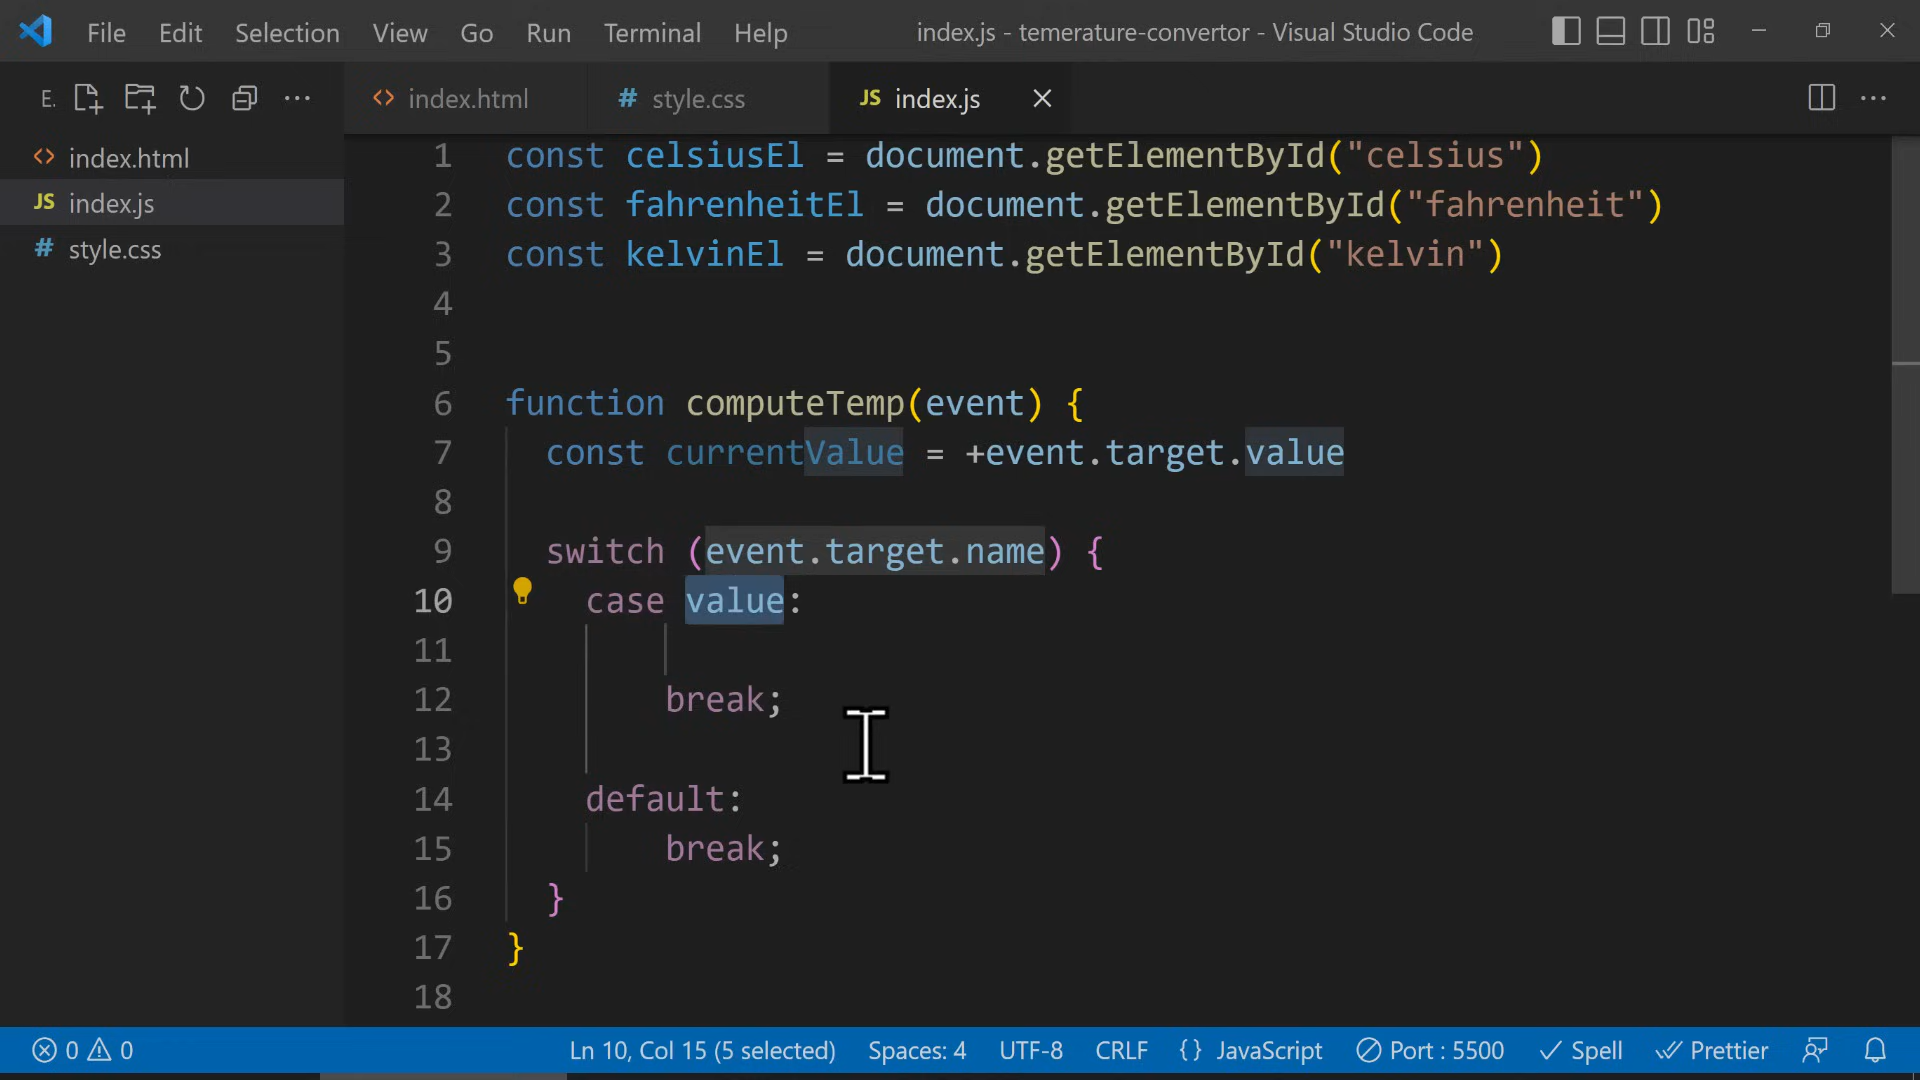 File Edit Selection View Go Run Terminal Help index.js - temerature-convertor - Visual Studio Code
E. index.html # style.css JS index.js
index.html
JS index.js
# style.css
1 const celsiusEl = document.getElementById("celsius")
2 const fahrenheitEl = document.getElementById("fahrenheit")
3 const kelvinEl = document.getElementById("kelvin")
4
5
6 function computeTemp(event) {
7 const currentValue = +event.target.value
8
9 switch (event.target.name) {
10 case value:
11
12 break;
13
14 default:
15 break;
16 }
17 }
18
0 0 Ln 10, Col 15 (5 selected) Spaces: 4 UTF-8 CRLF {} JavaScript Port : 5500 Spell Prettier